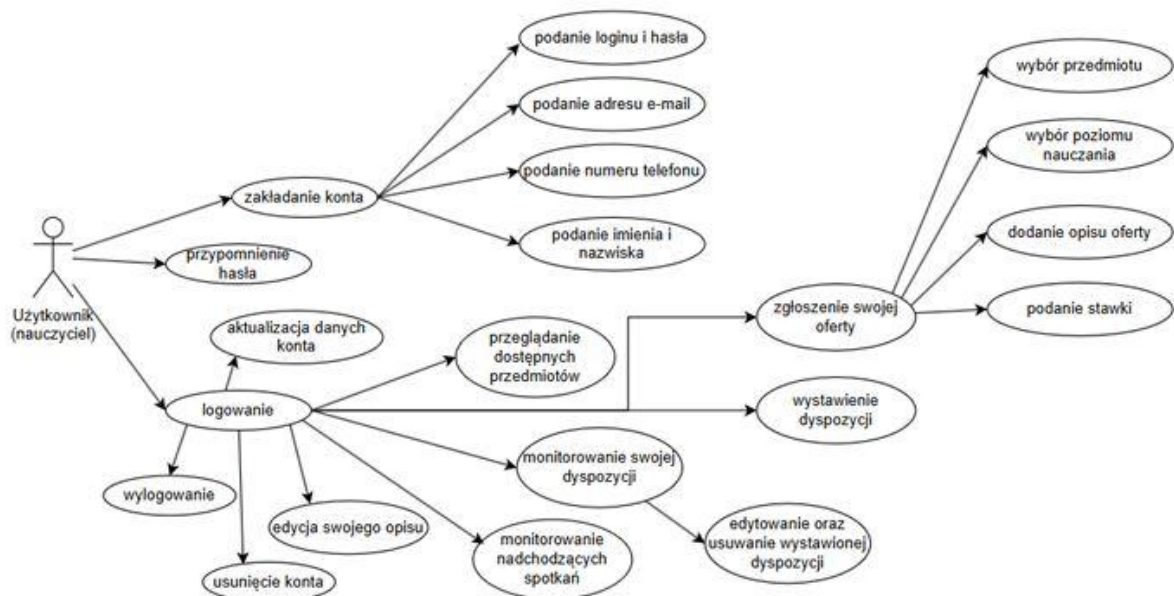 podanie loginu i hasła
wybór przedmiotu
podanie adresu e-mail
wybór poziomu
nauczania
podanie numeru telefonu
zakładanie konta
podanie imienia i
nazwiska
dodanie opisu oferty
przypomnienie
hasła
Użytkownik
(nauczyciel)
zgłoszenie swojej
oferty
podanie stawki
aktualizacja danych
konta
przeglądanie
dostępnych
przedmiotów
logowanie
wystawienie
dyspozycji
monitorowanie swojej
dyspozycji
wylogowanie
edycja swojego opisu
edytowanie oraz
usuwanie wystawionej
dyspozycji
monitorowanie
nadchodzących
spotkań
usunięcie konta